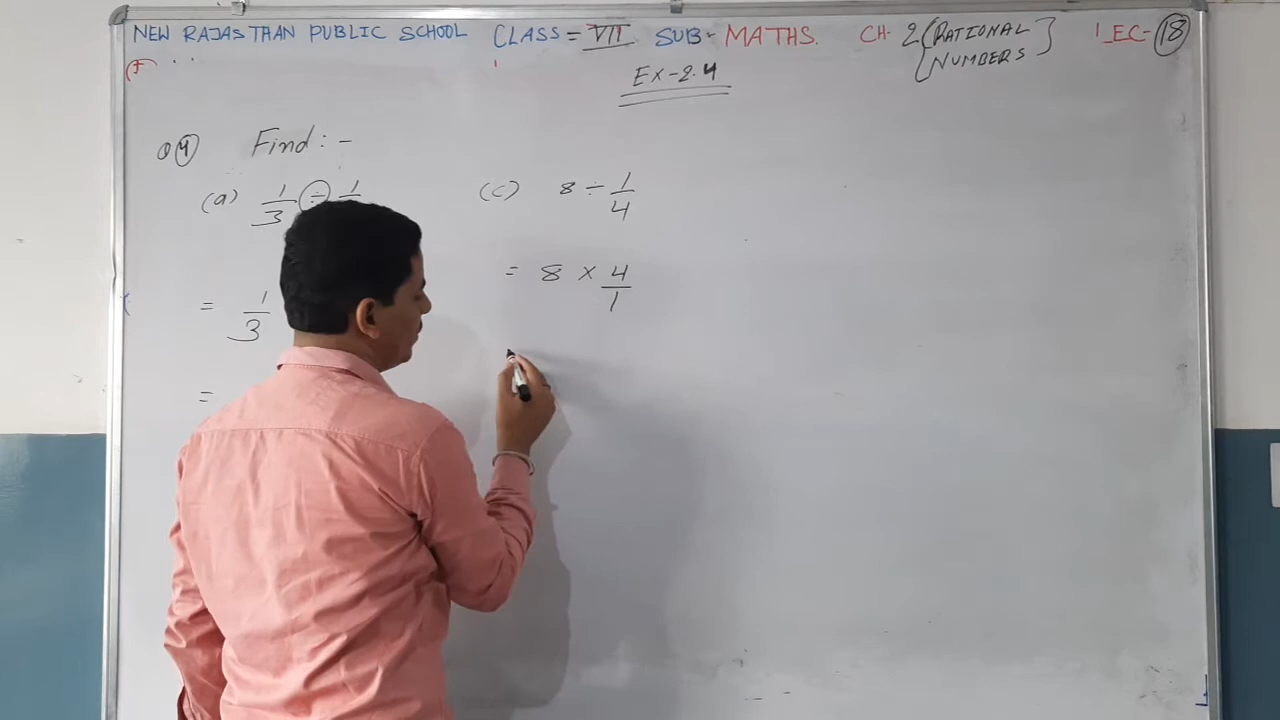 NEW RAJASTHAN PUBLIC SCHOOL CLASS = VII SUB- MATHS. CH- 2 (RATIONAL NUMBERS) LEC- 18
Ex-2.4
Q 4 Find :-
(a) 1/3 ÷ 1/
= 1/3
=
(c) 8 ÷ 1/4
= 8 × 4/1